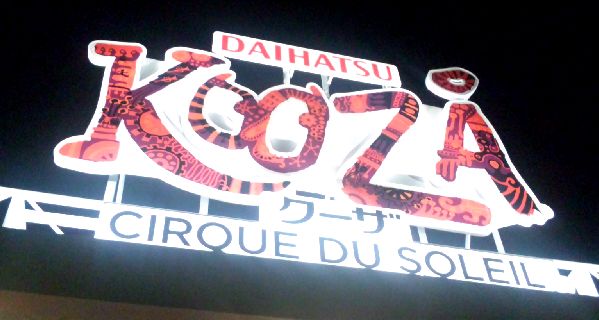 DAIHATSU
KOOZA
クーザ
CIRQUE DU SOLEIL